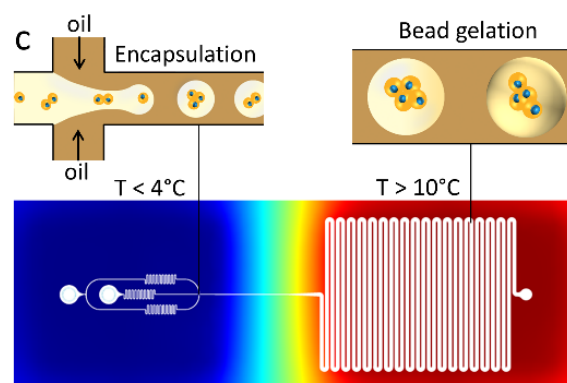 c
oil
Encapsulation
Bead gelation
oil
T < 4°C
T > 10°C